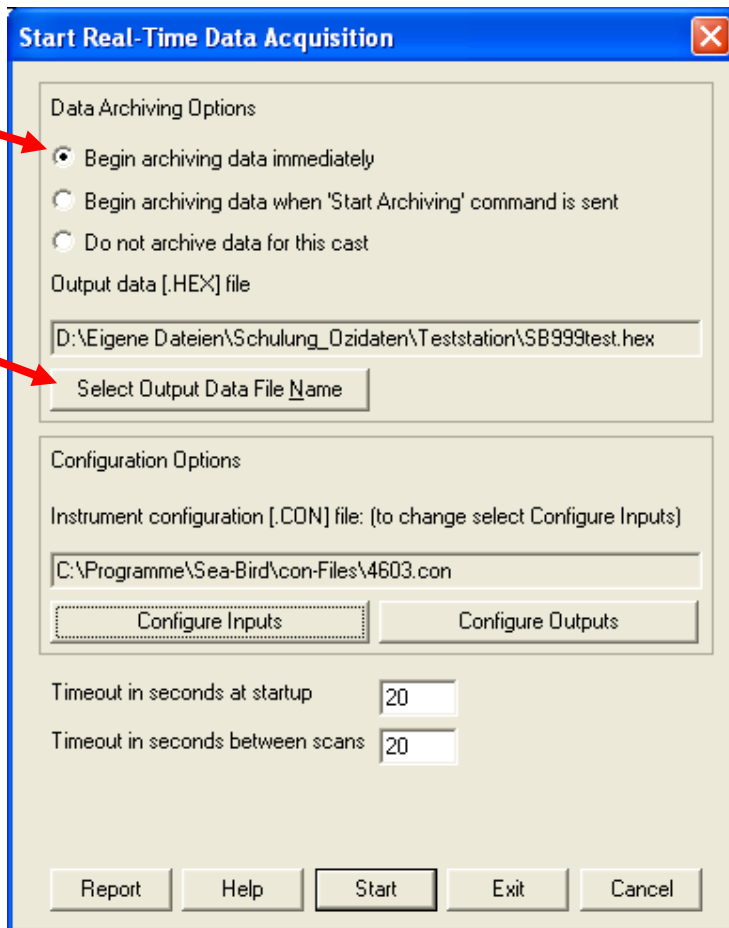 Start Real-Time Data Acquisition
Data Archiving Options
Begin archiving data immediately
Begin archiving data when 'Start Archiving' command is sent
Do not archive data for this cast
Output data [.HEX] file
D:\Eigene Dateien\Schulung_Ozidaten\Teststation\SB999test.hex
Select Output Data File Name
Configuration Options
Instrument configuration [.CON] file: (to change select Configure Inputs)
C:\Programme\Sea-Bird\con-Files\4603.con
Configure Inputs Configure Outputs
Timeout in seconds at startup 20
Timeout in seconds between scans 20
Report Help Start Exit Cancel